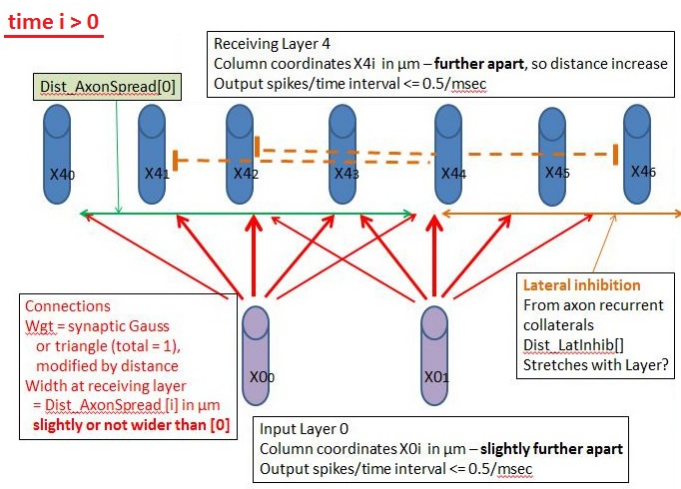 time i > 0
Receiving Layer 4
Column coordinates X4i in µm – further apart, so distance increase
Output spikes/time interval <= 0.5/msec
Dist_AxonSpread[0]
X40
X41
X42
X43
X44
X45
X46
Lateral inhibition
From axon recurrent
collaterals
Dist_LatInhib[]
Stretches with Layer?
Connections
Wgt = synaptic Gauss
or triangle (total = 1),
modified by distance
Width at receiving layer
= Dist_AxonSpread [i] in µm
slightly or not wider than [0]
X00
X01
Input Layer 0
Column coordinates X0i in µm – slightly further apart
Output spikes/time interval <= 0.5/msec